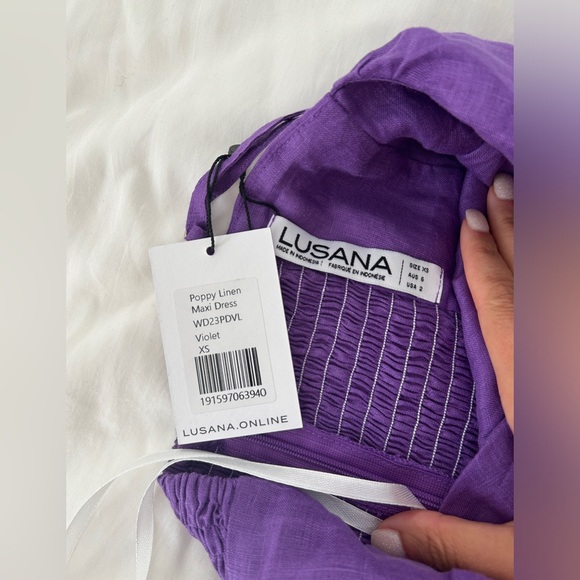 LUSANA
MADE IN INDONESIA / FABRIQUÉ EN INDONÉSIE
SIZE XS
AUS 6
USA 2
Poppy Linen
Maxi Dress
WD23PDVL
Violet
XS
191597063940
LUSANA.ONLINE